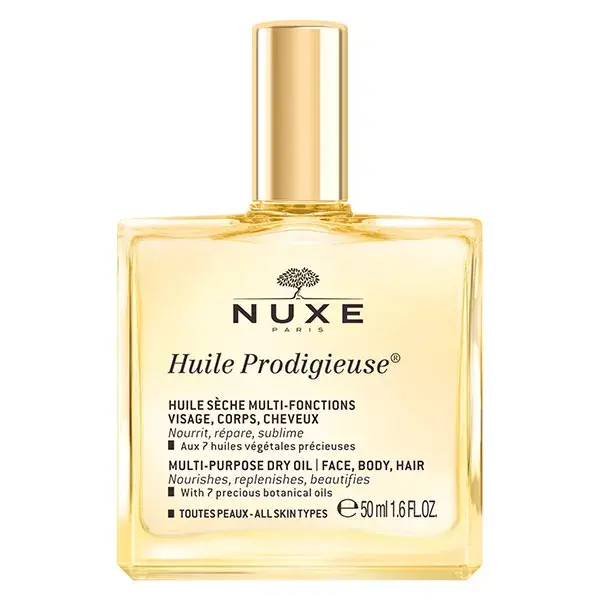 NUXE
PARIS
Huile Prodigieuse®
HUILE SÈCHE MULTI-FONCTIONS
VISAGE, CORPS, CHEVEUX
Nourrit, répare, sublime
■ Aux 7 huiles végétales précieuses
MULTI-PURPOSE DRY OIL | FACE, BODY, HAIR
Nourishes, replenishes, beautifies
■ With 7 precious botanical oils
■ TOUTES PEAUX - ALL SKIN TYPES ℮50 ml 1.6 FL.OZ.